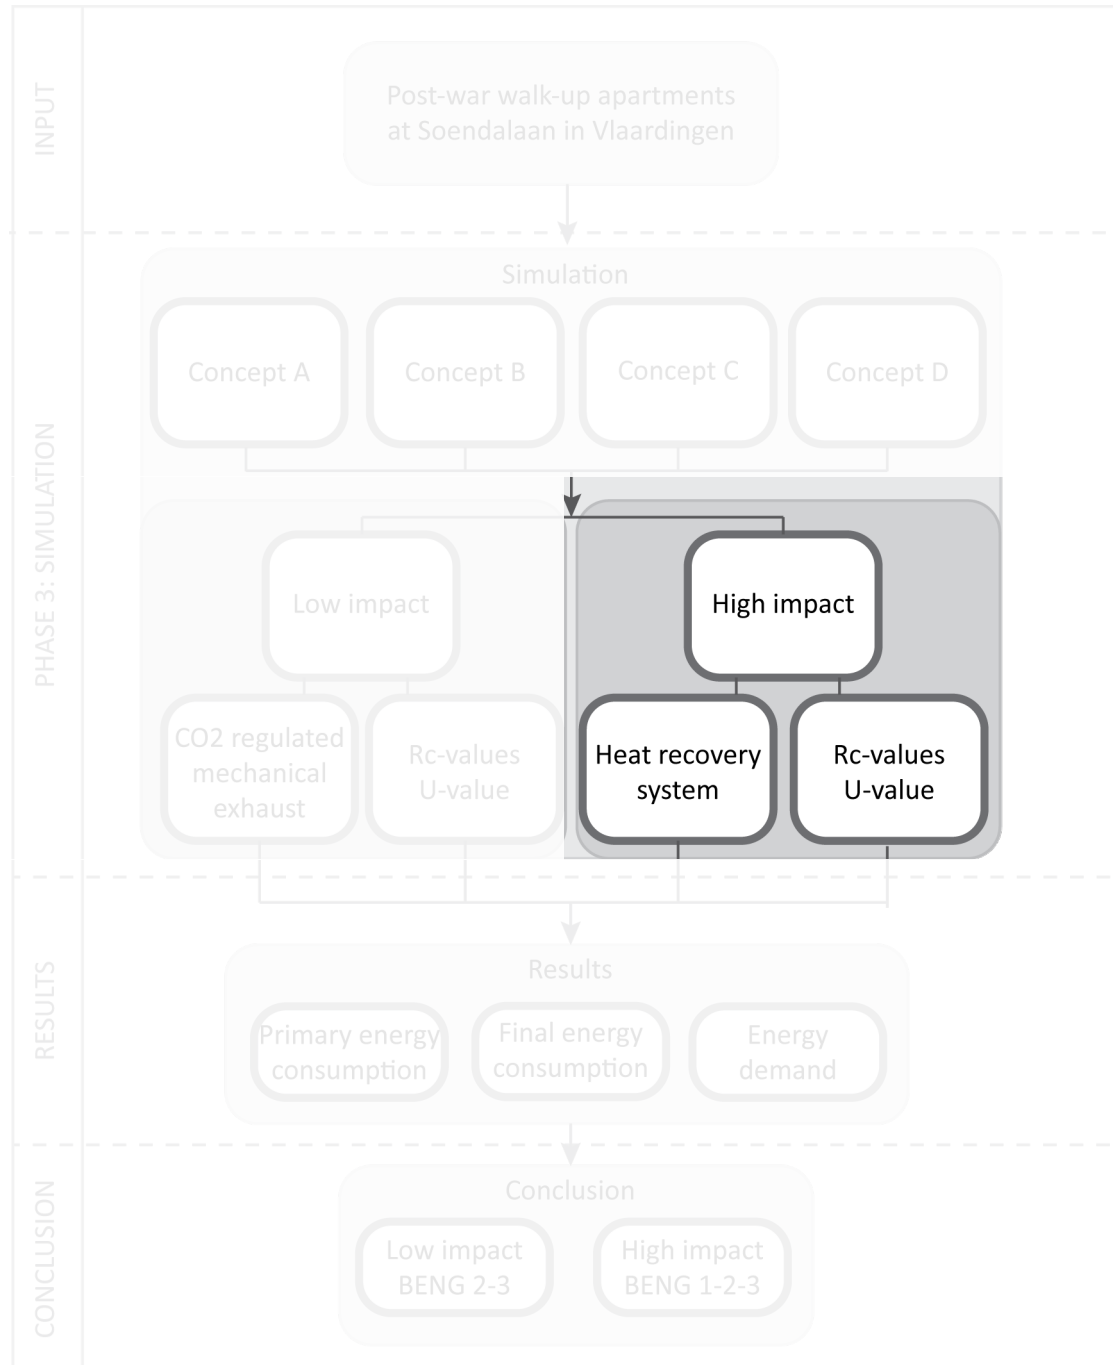 INPUT
Post-war walk-up apartments
at Soendalaan in Vlaardingen
PHASE 3: SIMULATION
Simulation
Concept A
Concept B
Concept C
Concept D
Low impact
High impact
CO2 regulated
mechanical
exhaust
Rc-values
U-value
Heat recovery
system
Rc-values
U-value
RESULTS
Results
Primary energy
consumption
Final energy
consumption
Energy
demand
CONCLUSION
Conclusion
Low impact
BENG 2-3
High impact
BENG 1-2-3